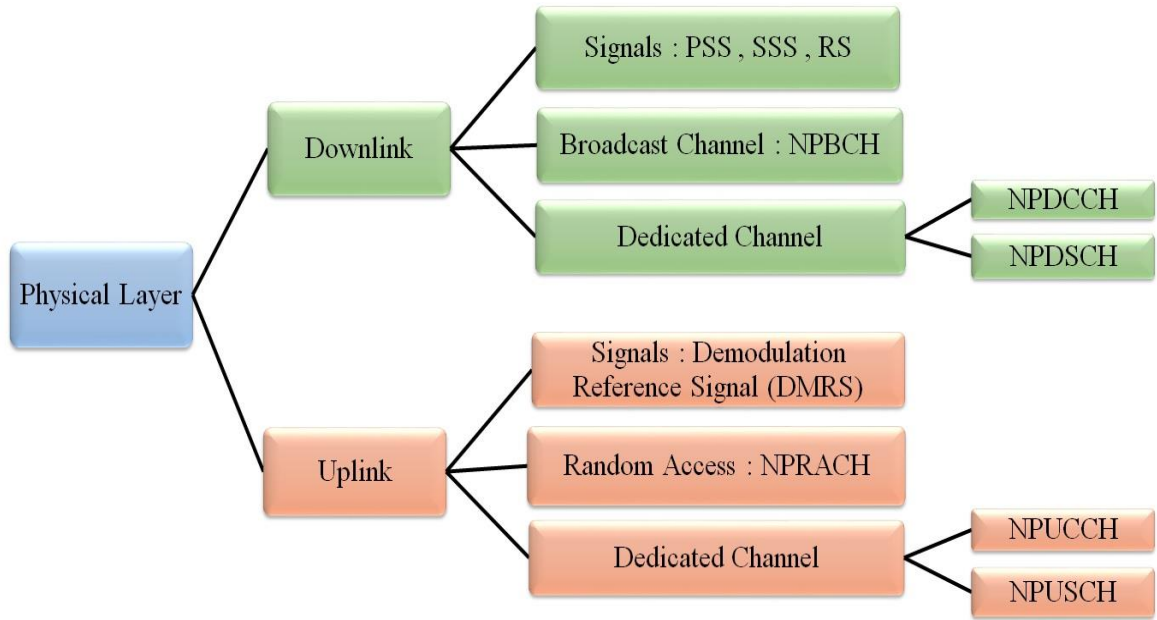 Physical Layer
Downlink
Signals : PSS , SSS , RS
Broadcast Channel : NPBCH
Dedicated Channel
NPDCCH
NPDSCH
Uplink
Signals : Demodulation
Reference Signal (DMRS)
Random Access : NPRACH
Dedicated Channel
NPUCCH
NPUSCH